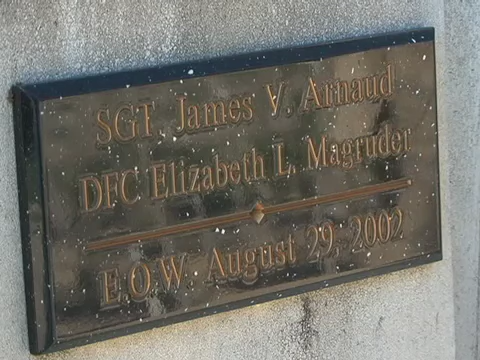 SGT. James V. Arnaud
DFC Elizabeth L. Magruder
E.O.W. August 29, 2002